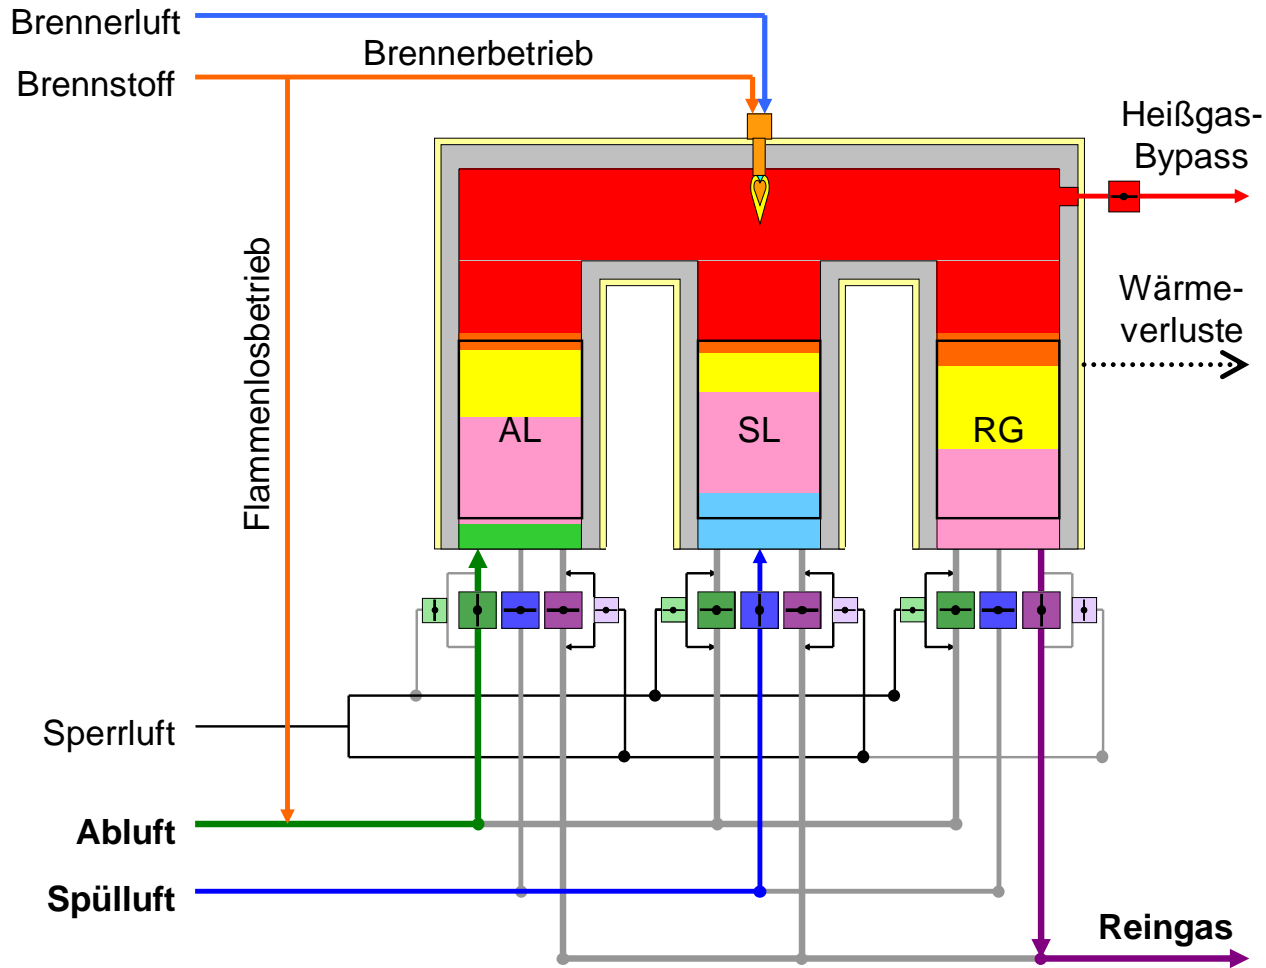 Brennerluft
Brennerbetrieb
Brennstoff
Heißgas-
Bypass
Flammenlosbetrieb
Wärme-
verluste
AL
SL
RG
Sperrluft
Abluft
Spülluft
Reingas